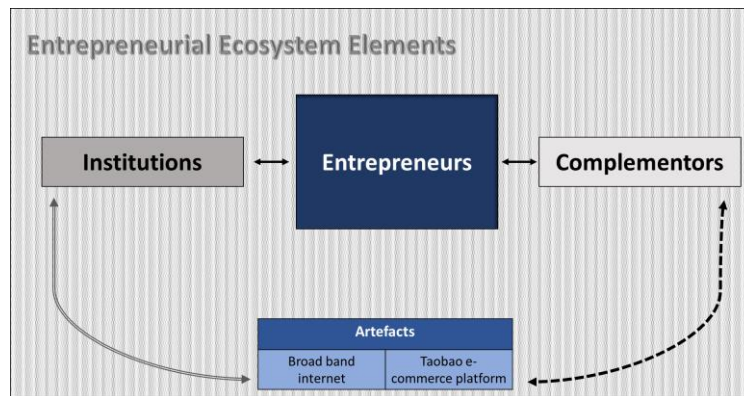 Entrepreneurial Ecosystem Elements
Institutions
Entrepreneurs
Complementors
Artefacts
Broad band
internet
Taobao e-
commerce platform